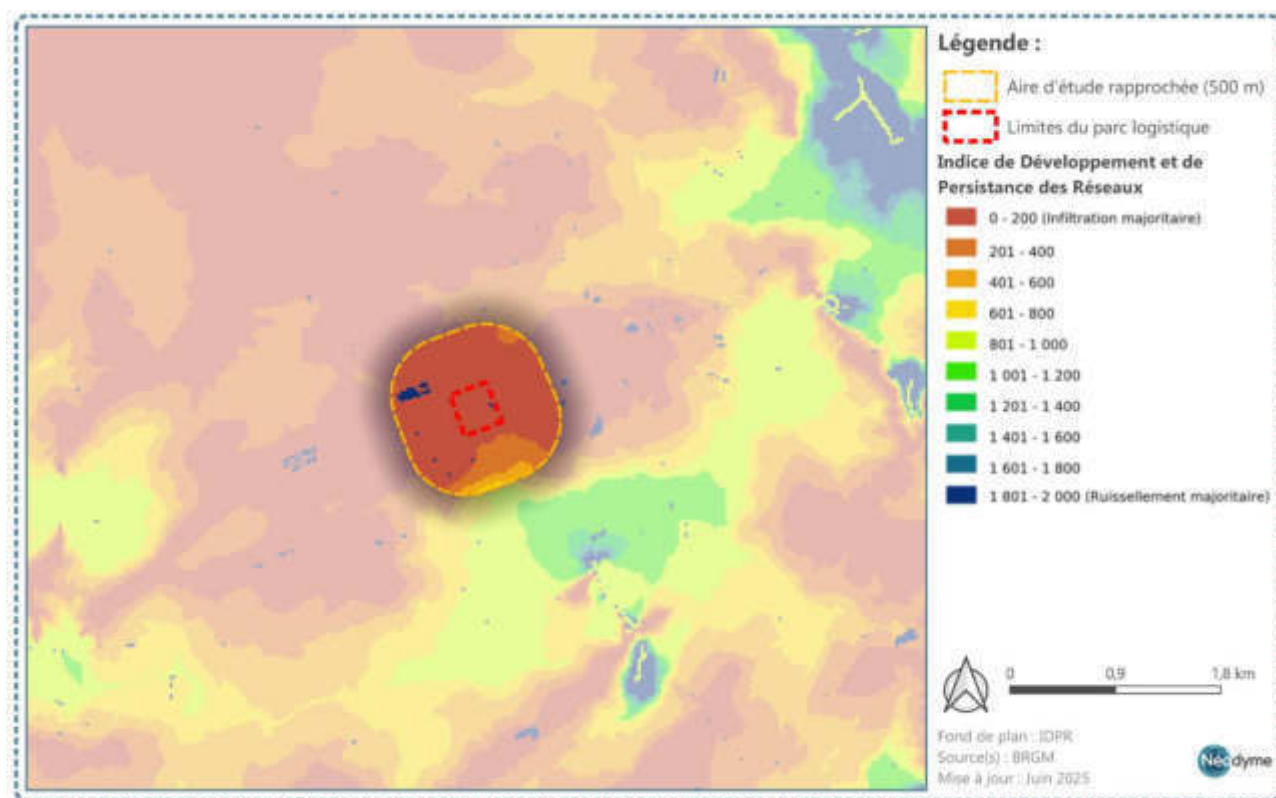 Légende :
Aire d'étude rapprochée (500 m)
Limites du parc logistique
Indice de Développement et de
Persistance des Réseaux
0 - 200 (Infiltration majoritaire)
201 - 400
401 - 600
601 - 800
801 - 1 000
1 001 - 1 200
1 201 - 1 400
1 401 - 1 600
1 601 - 1 800
1 801 - 2 000 (Ruissellement majoritaire)
0 0,9 1,8 km
Fond de plan : IDPR
Source(s) : BRGM
Mise à jour : Juin 2025
Néodyme